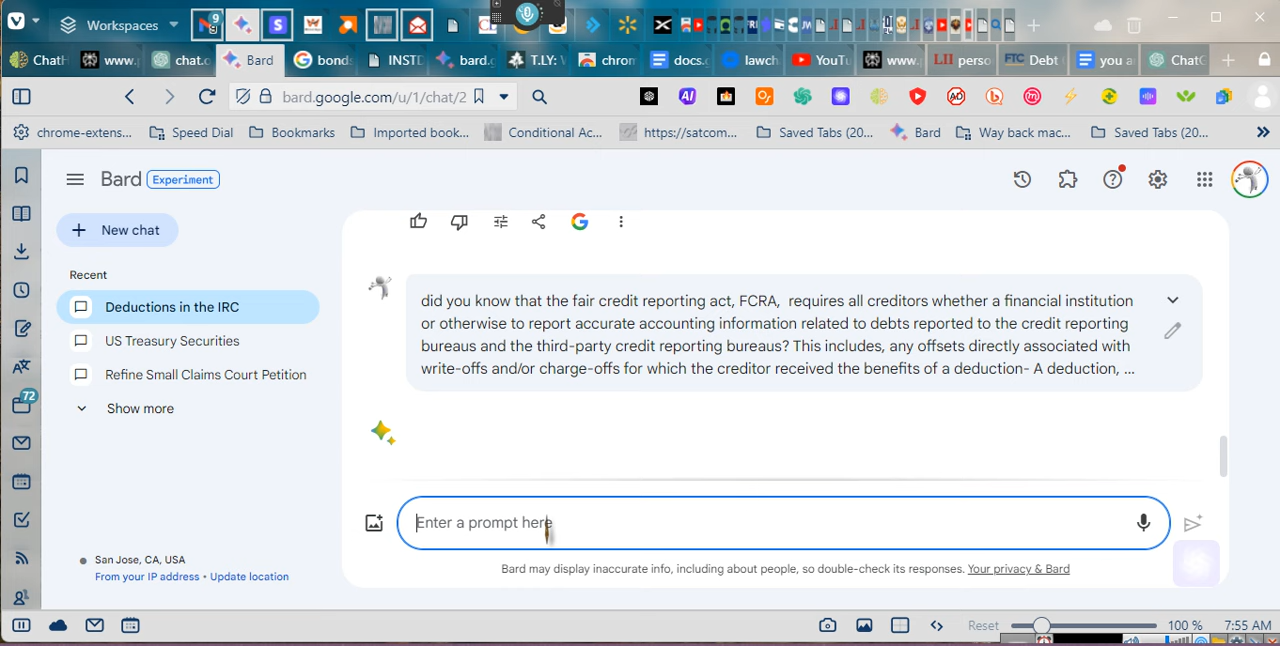 Workspaces
9
ChatH
www.
chat.c
Bard
bond
INSTD
bard.g
T.I.Y:
chrom
docs.g
lawch
YouTu
www.
LII perso
FTC Debt
you a
ChatG
bard.google.com/u/1/chat/2
chrome-extens...
Speed Dial
Bookmarks
Imported book...
Conditional Ac...
https://satcom...
Saved Tabs (20...
Bard
Way back mac...
Saved Tabs (20...
Bard
Experiment
New chat
Recent
Deductions in the IRC
US Treasury Securities
Refine Small Claims Court Petition
Show more
72
did you know that the fair credit reporting act, FCRA, requires all creditors whether a financial institution
or otherwise to report accurate accounting information related to debts reported to the credit reporting
bureaus and the third-party credit reporting bureaus? This includes, any offsets directly associated with
write-offs and/or charge-offs for which the creditor received the benefits of a deduction- A deduction, ...
Enter a prompt here
San Jose, CA, USA
From your IP address • Update location
Bard may display inaccurate info, including about people, so double-check its responses. Your privacy & Bard
Reset
100 %
7:55 AM